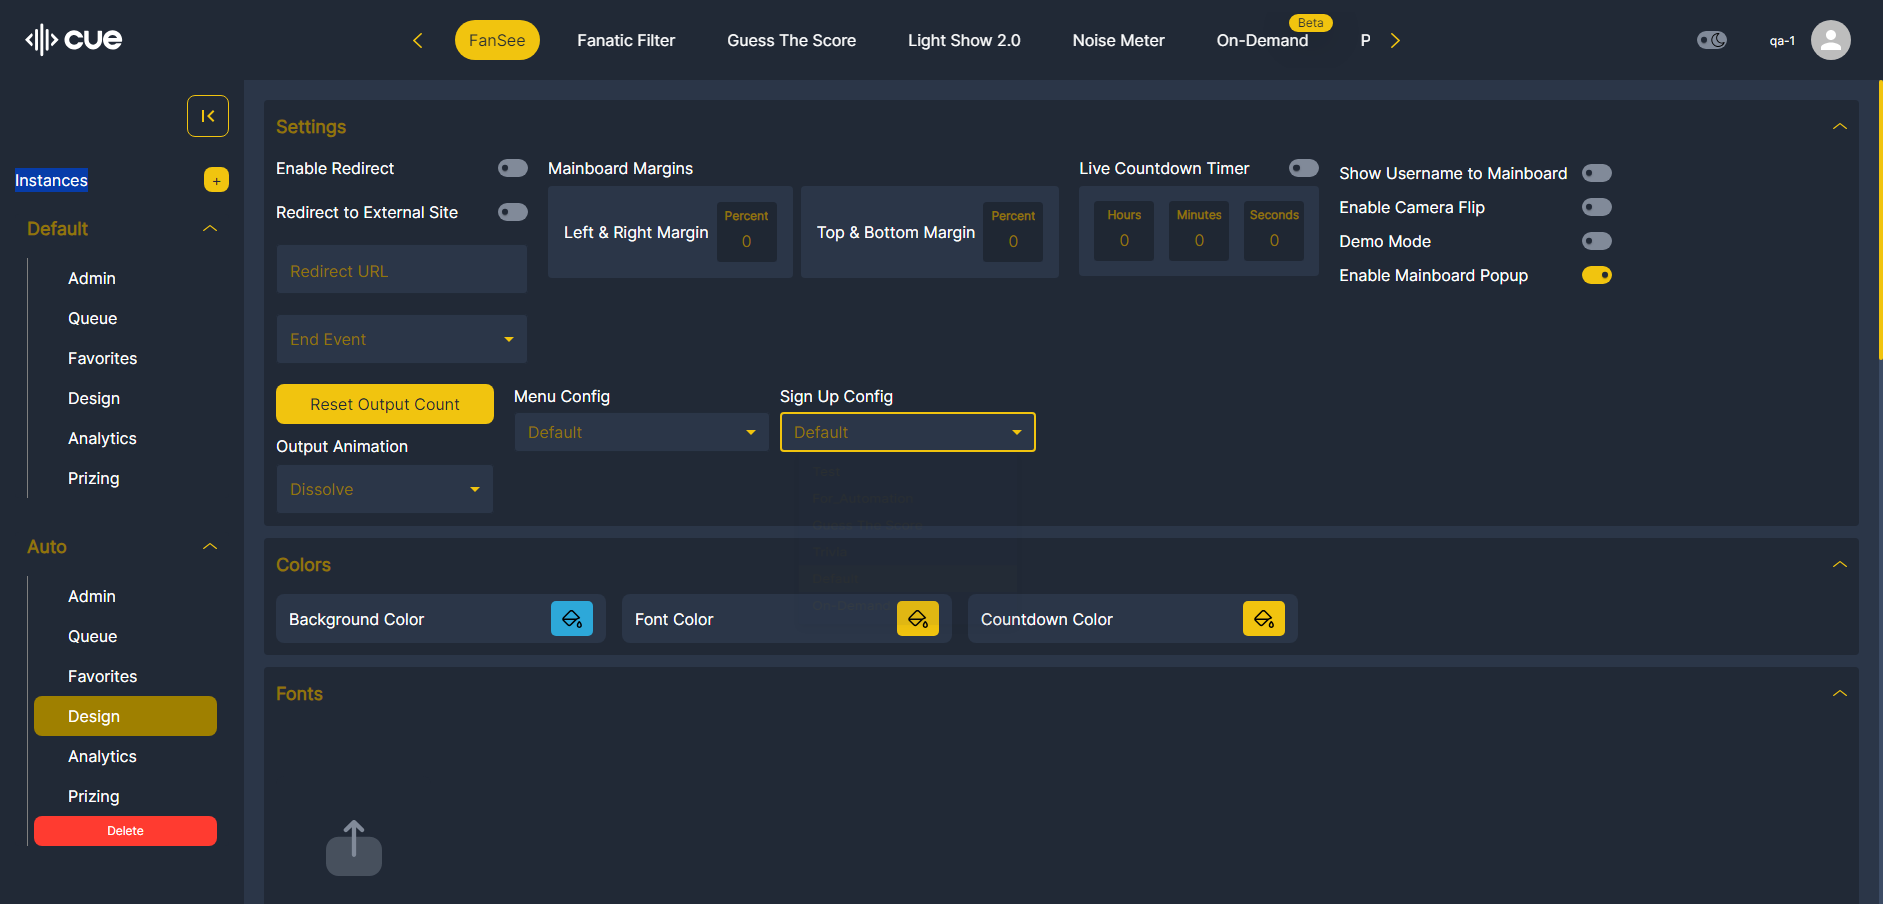 cue
FanSee
Fanatic Filter
Guess The Score
Light Show 2.0
Noise Meter
On-Demand
Beta
P
qa-1
Instances
+
Default
Admin
Queue
Favorites
Design
Analytics
Prizing
Auto
Admin
Queue
Favorites
Design
Analytics
Prizing
Delete
Settings
Enable Redirect
Redirect to External Site
Redirect URL
End Event
Mainboard Margins
Left & Right Margin
Percent
0
Top & Bottom Margin
Percent
0
Live Countdown Timer
Hours
0
Minutes
0
Seconds
0
Show Username to Mainboard
Enable Camera Flip
Demo Mode
Enable Mainboard Popup
Reset Output Count
Output Animation
Dissolve
Menu Config
Default
Sign Up Config
Default
Colors
Background Color
Font Color
Countdown Color
Fonts